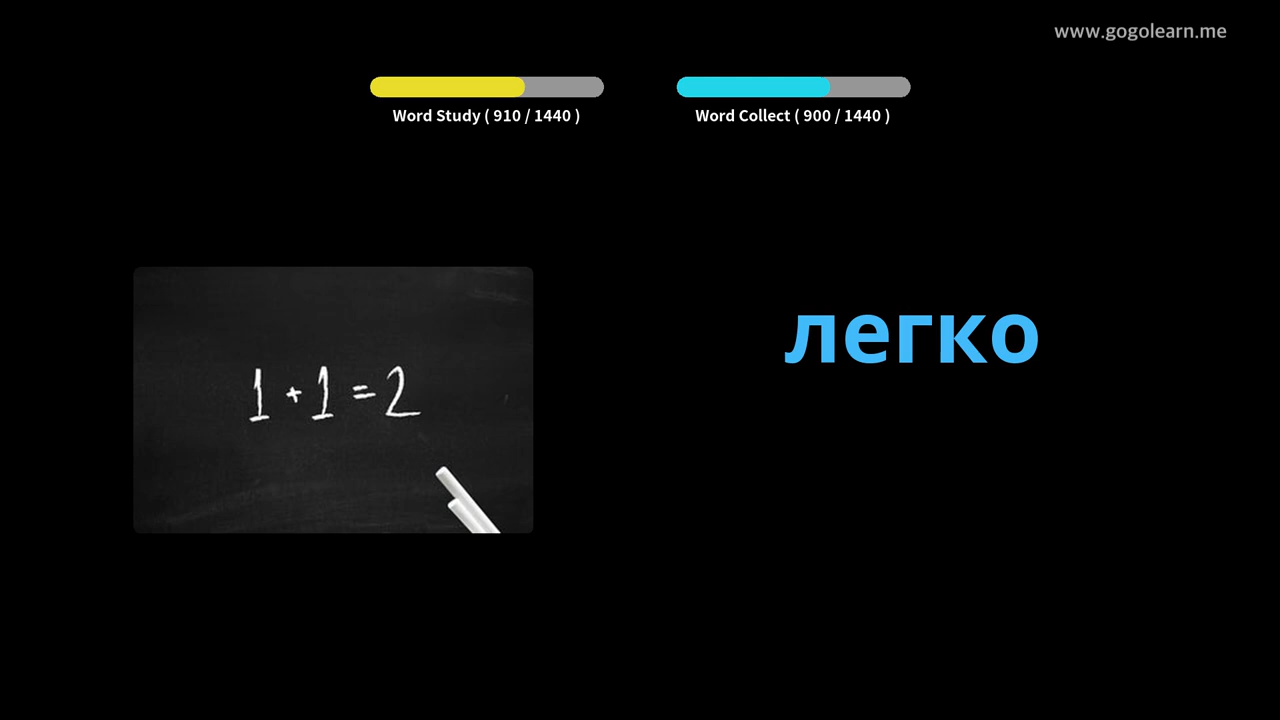 www.gogolearn.me
Word Study ( 910 / 1440 )
Word Collect ( 900 / 1440 )
легко
1 + 1 = 2